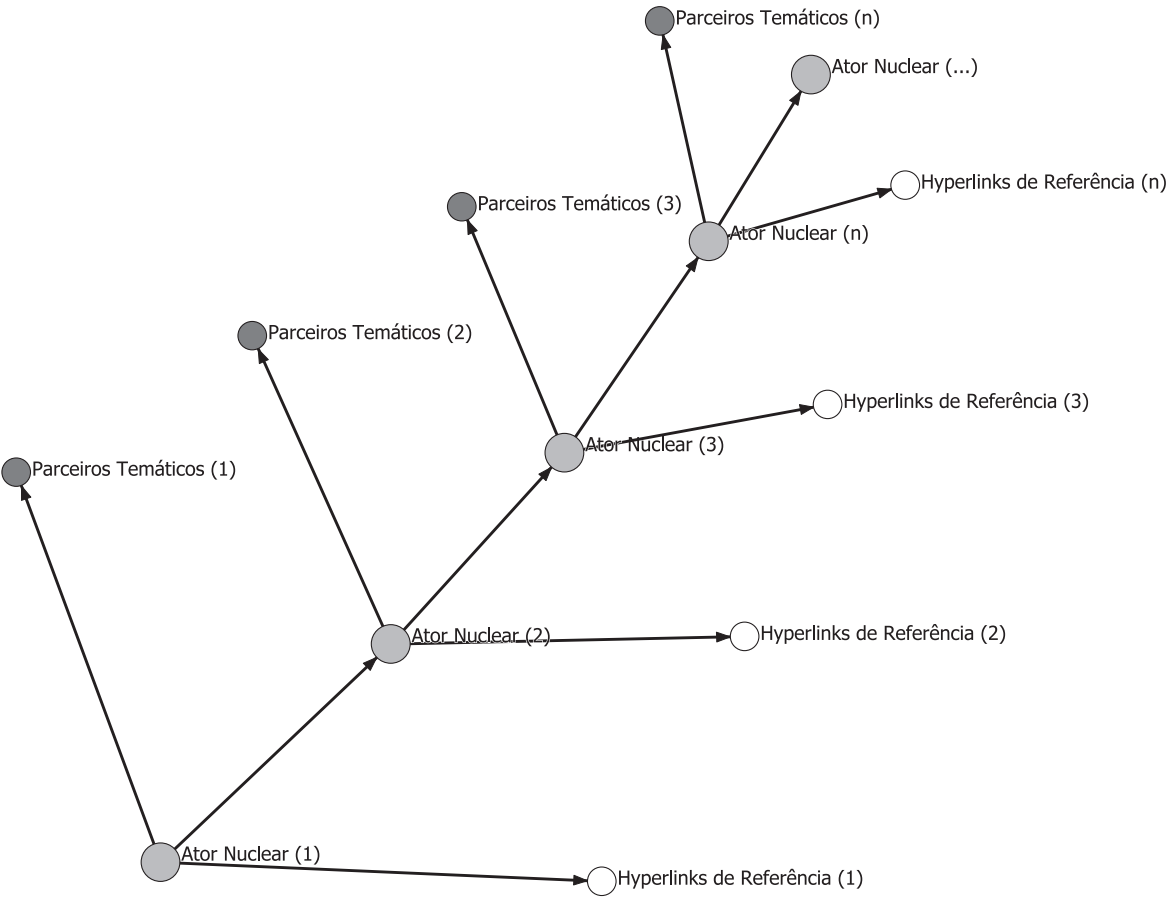 Parceiros Temáticos (n)
Ator Nuclear (...)
Hyperlinks de Referência (n)
Parceiros Temáticos (3)
Ator Nuclear (n)
Parceiros Temáticos (2)
Hyperlinks de Referência (3)
Ator Nuclear (3)
Parceiros Temáticos (1)
Ator Nuclear (2)
Hyperlinks de Referência (2)
Ator Nuclear (1)
Hyperlinks de Referência (1)